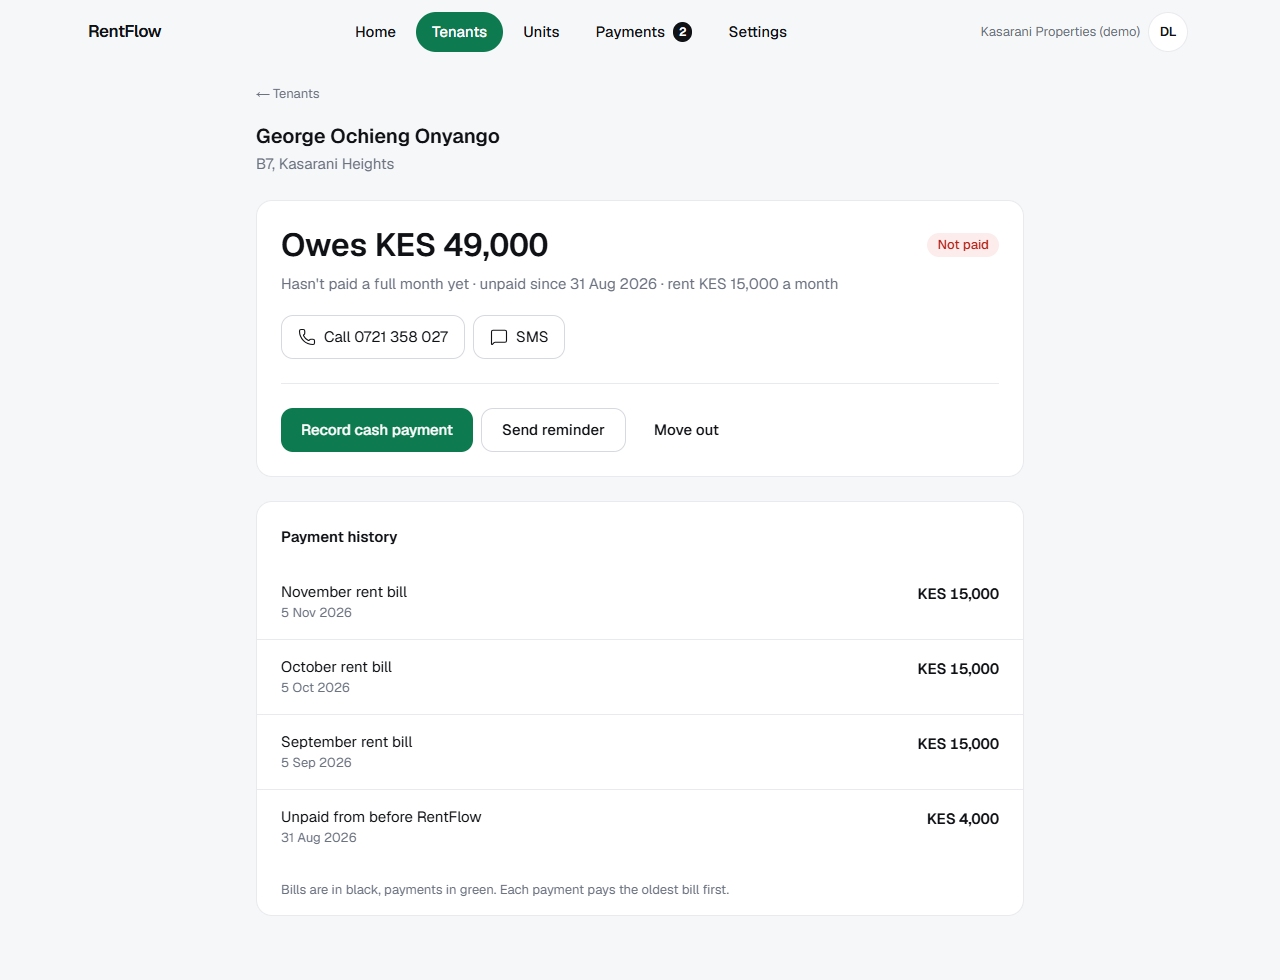 RentFlow
Home
Tenants
Units
Payments 2
Settings
Kasarani Properties (demo)
DL
← Tenants
George Ochieng Onyango
B7, Kasarani Heights
Owes KES 49,000
Not paid
Hasn't paid a full month yet · unpaid since 31 Aug 2026 · rent KES 15,000 a month
Call 0721 358 027
SMS
Record cash payment
Send reminder
Move out
Payment history
November rent bill
KES 15,000
5 Nov 2026
October rent bill
KES 15,000
5 Oct 2026
September rent bill
KES 15,000
5 Sep 2026
Unpaid from before RentFlow
KES 4,000
31 Aug 2026
Bills are in black, payments in green. Each payment pays the oldest bill first.